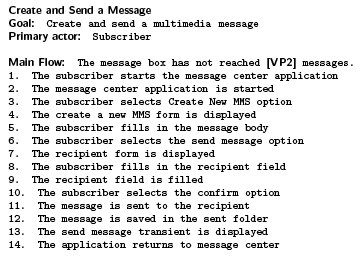 Create and Send a Message
Goal: Create and send a multimedia message
Primary actor: Subscriber
Main Flow: The message box has not reached [VP2] messages.
1. The subscriber starts the message center application
2. The message center application is started
3. The subscriber selects Create New MMS option
4. The create a new MMS form is displayed
5. The subscriber fills in the message body
6. The subscriber selects the send message option
7. The recipient form is displayed
8. The subscriber fills in the recipient field
9. The recipient field is filled
10. The subscriber selects the confirm option
11. The message is sent to the recipient
12. The message is saved in the sent folder
13. The send message transient is displayed
14. The application returns to message center